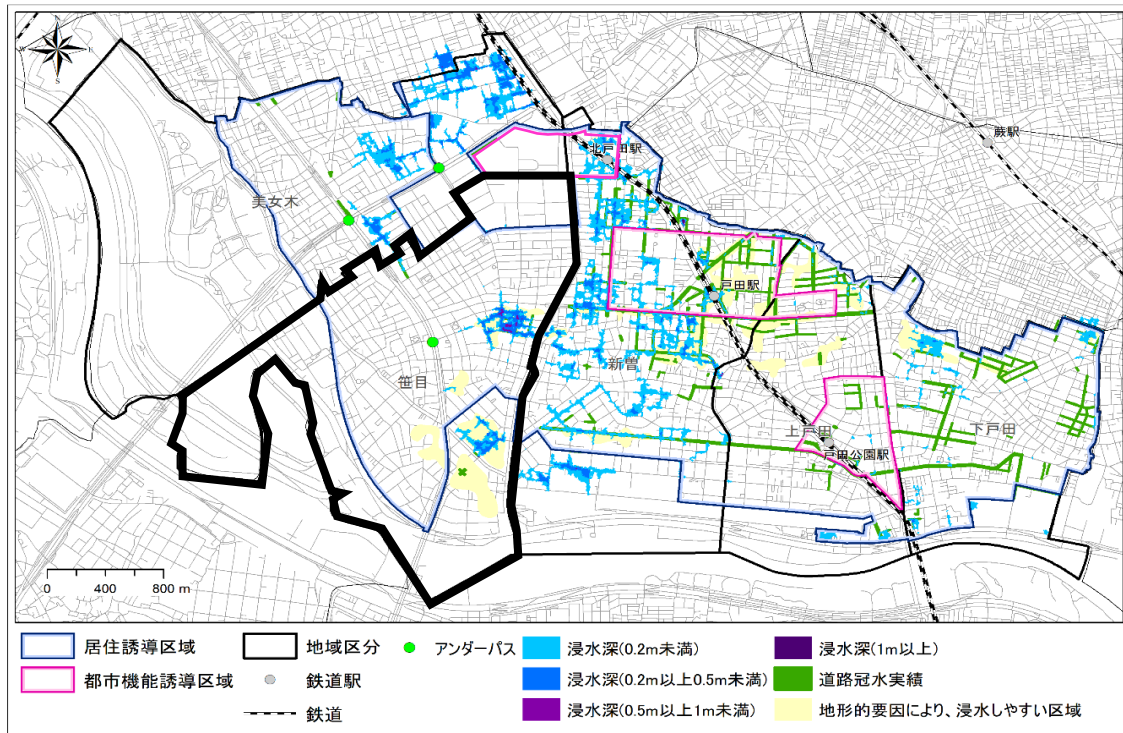 N
W
E
S
蕨駅
北戸田駅
美女木
戸田駅
新曽
笹目
上戸田
下戸田
戸田公園駅
0 400 800 m
居住誘導区域
地域区分
アンダーパス
浸水深(0.2m未満)
浸水深(1m以上)
都市機能誘導区域
鉄道駅
浸水深(0.2m以上0.5m未満)
道路冠水実績
鉄道
浸水深(0.5m以上1m未満)
地形的要因により、浸水しやすい区域